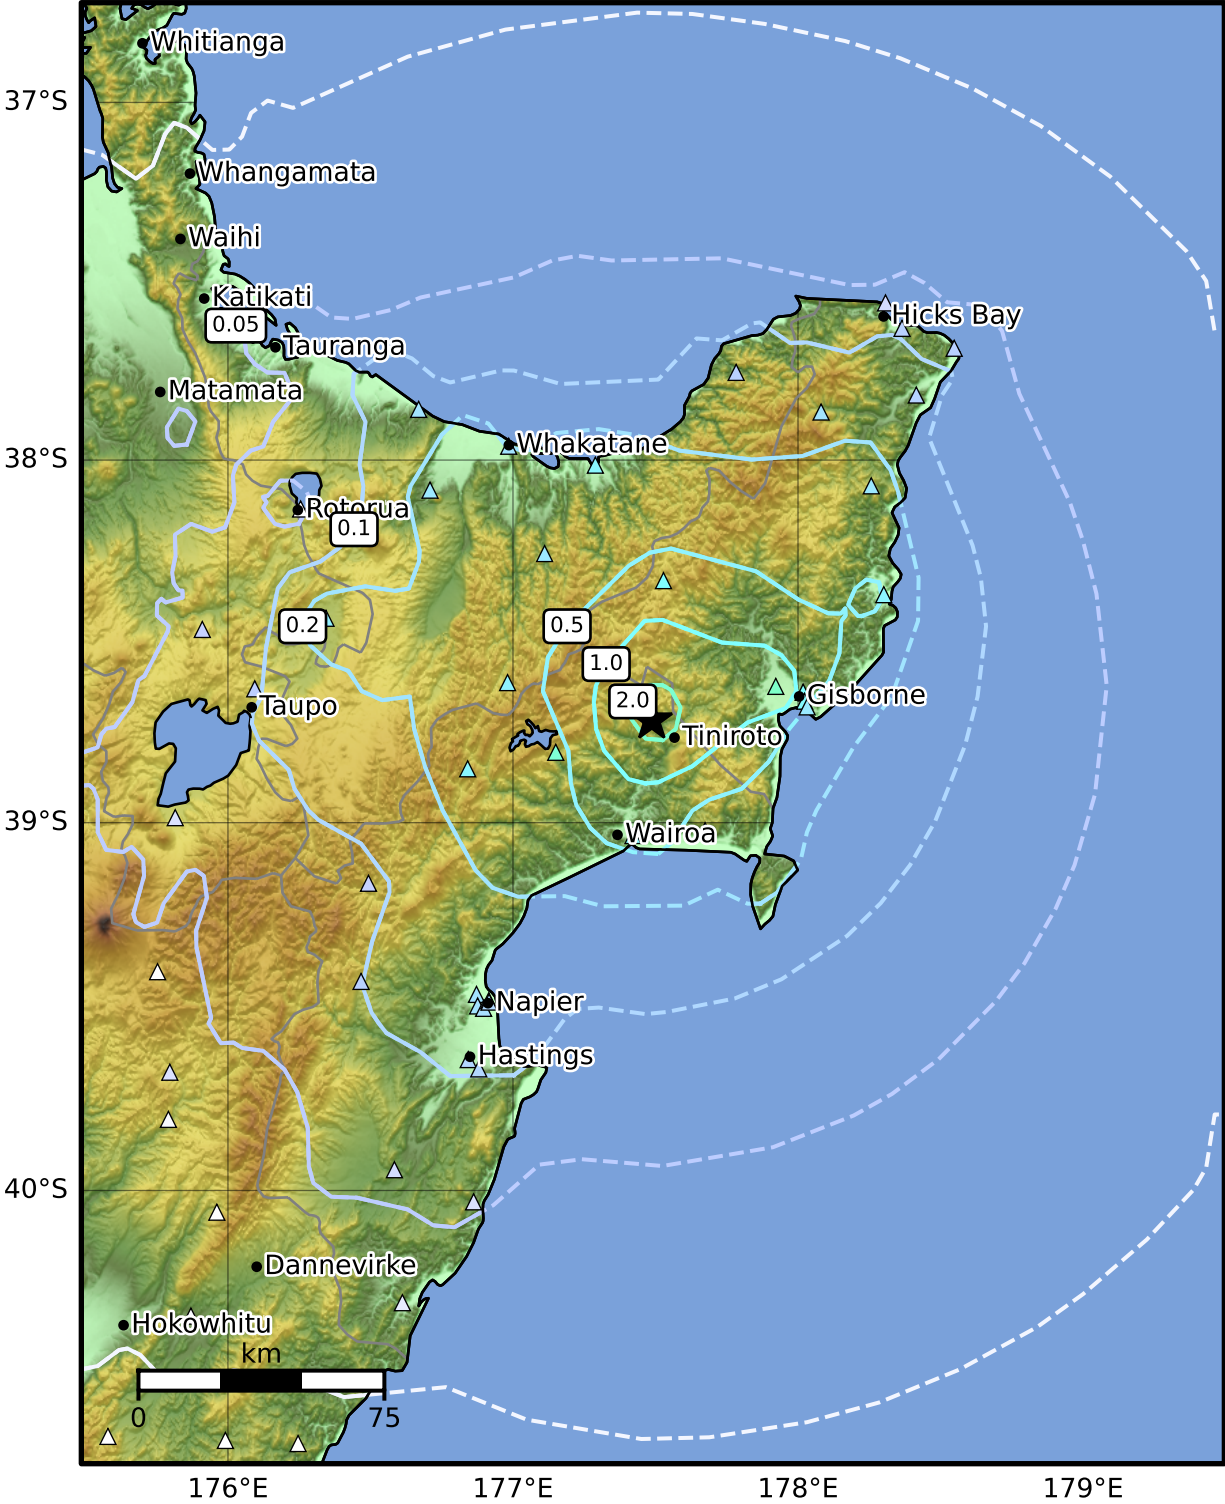 Whitianga
37°S
Whangamata
Waihi
Katikati
0.05
Hicks Bay
Tauranga
Matamata
Whakatane
38°S
Rotorua
0.1
0.2
0.5
1.0
2.0
Gisborne
Taupo
Tiniroto
39°S
Wairoa
Napier
Hastings
40°S
Dannevirke
Hokowhitu
km
0 75
176°E 177°E 178°E 179°E